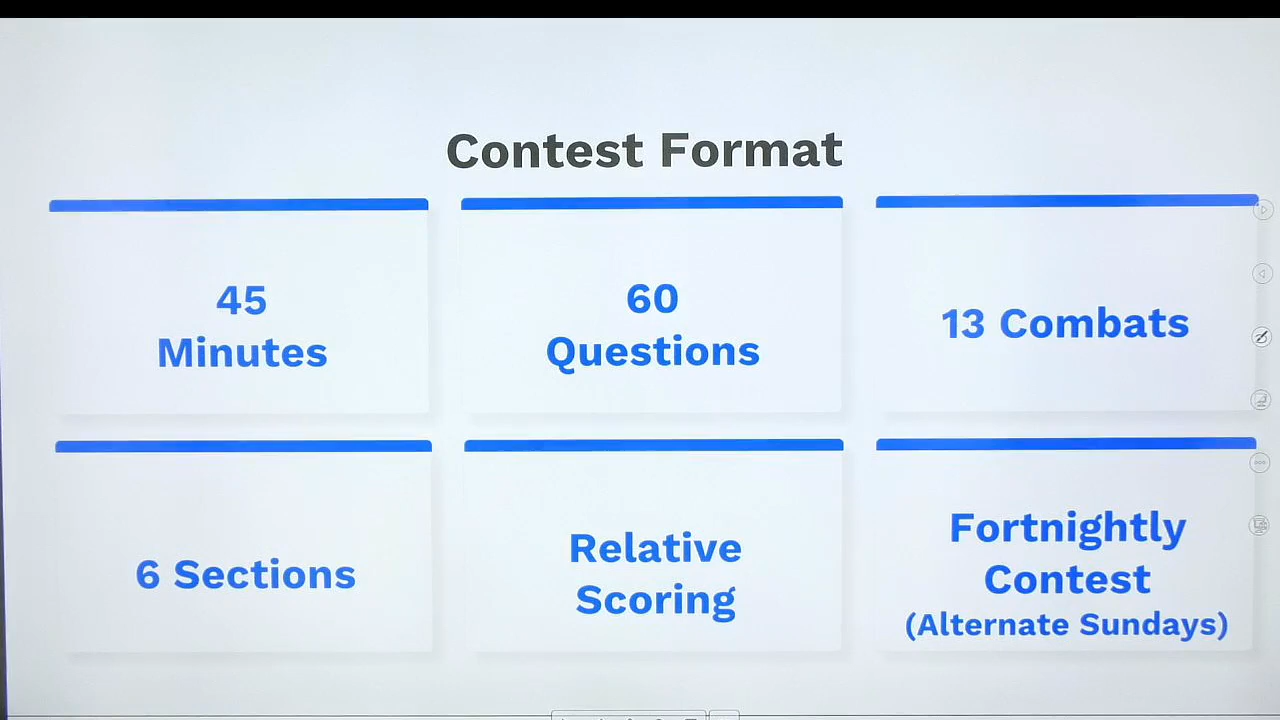 Contest Format
45
Minutes
60
Questions
13 Combats
6 Sections
Relative
Scoring
Fortnightly
Contest
(Alternate Sundays)